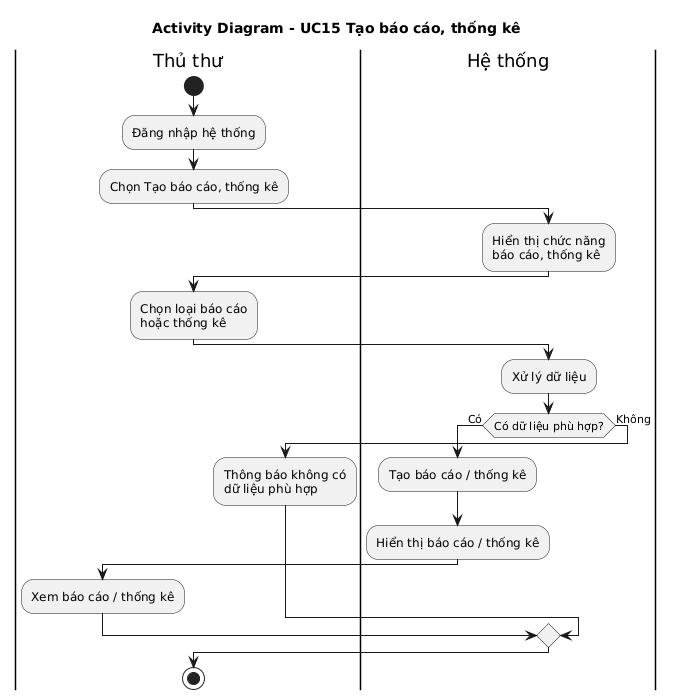 Activity Diagram - UC15 Tạo báo cáo, thống kê
Thủ thư
Hệ thống
Đăng nhập hệ thống
Chọn Tạo báo cáo, thống kê
Hiển thị chức năng
báo cáo, thống kê
Chọn loại báo cáo
hoặc thống kê
Xử lý dữ liệu
Có
Có dữ liệu phù hợp?
Không
Thông báo không có
dữ liệu phù hợp
Tạo báo cáo / thống kê
Hiển thị báo cáo / thống kê
Xem báo cáo / thống kê